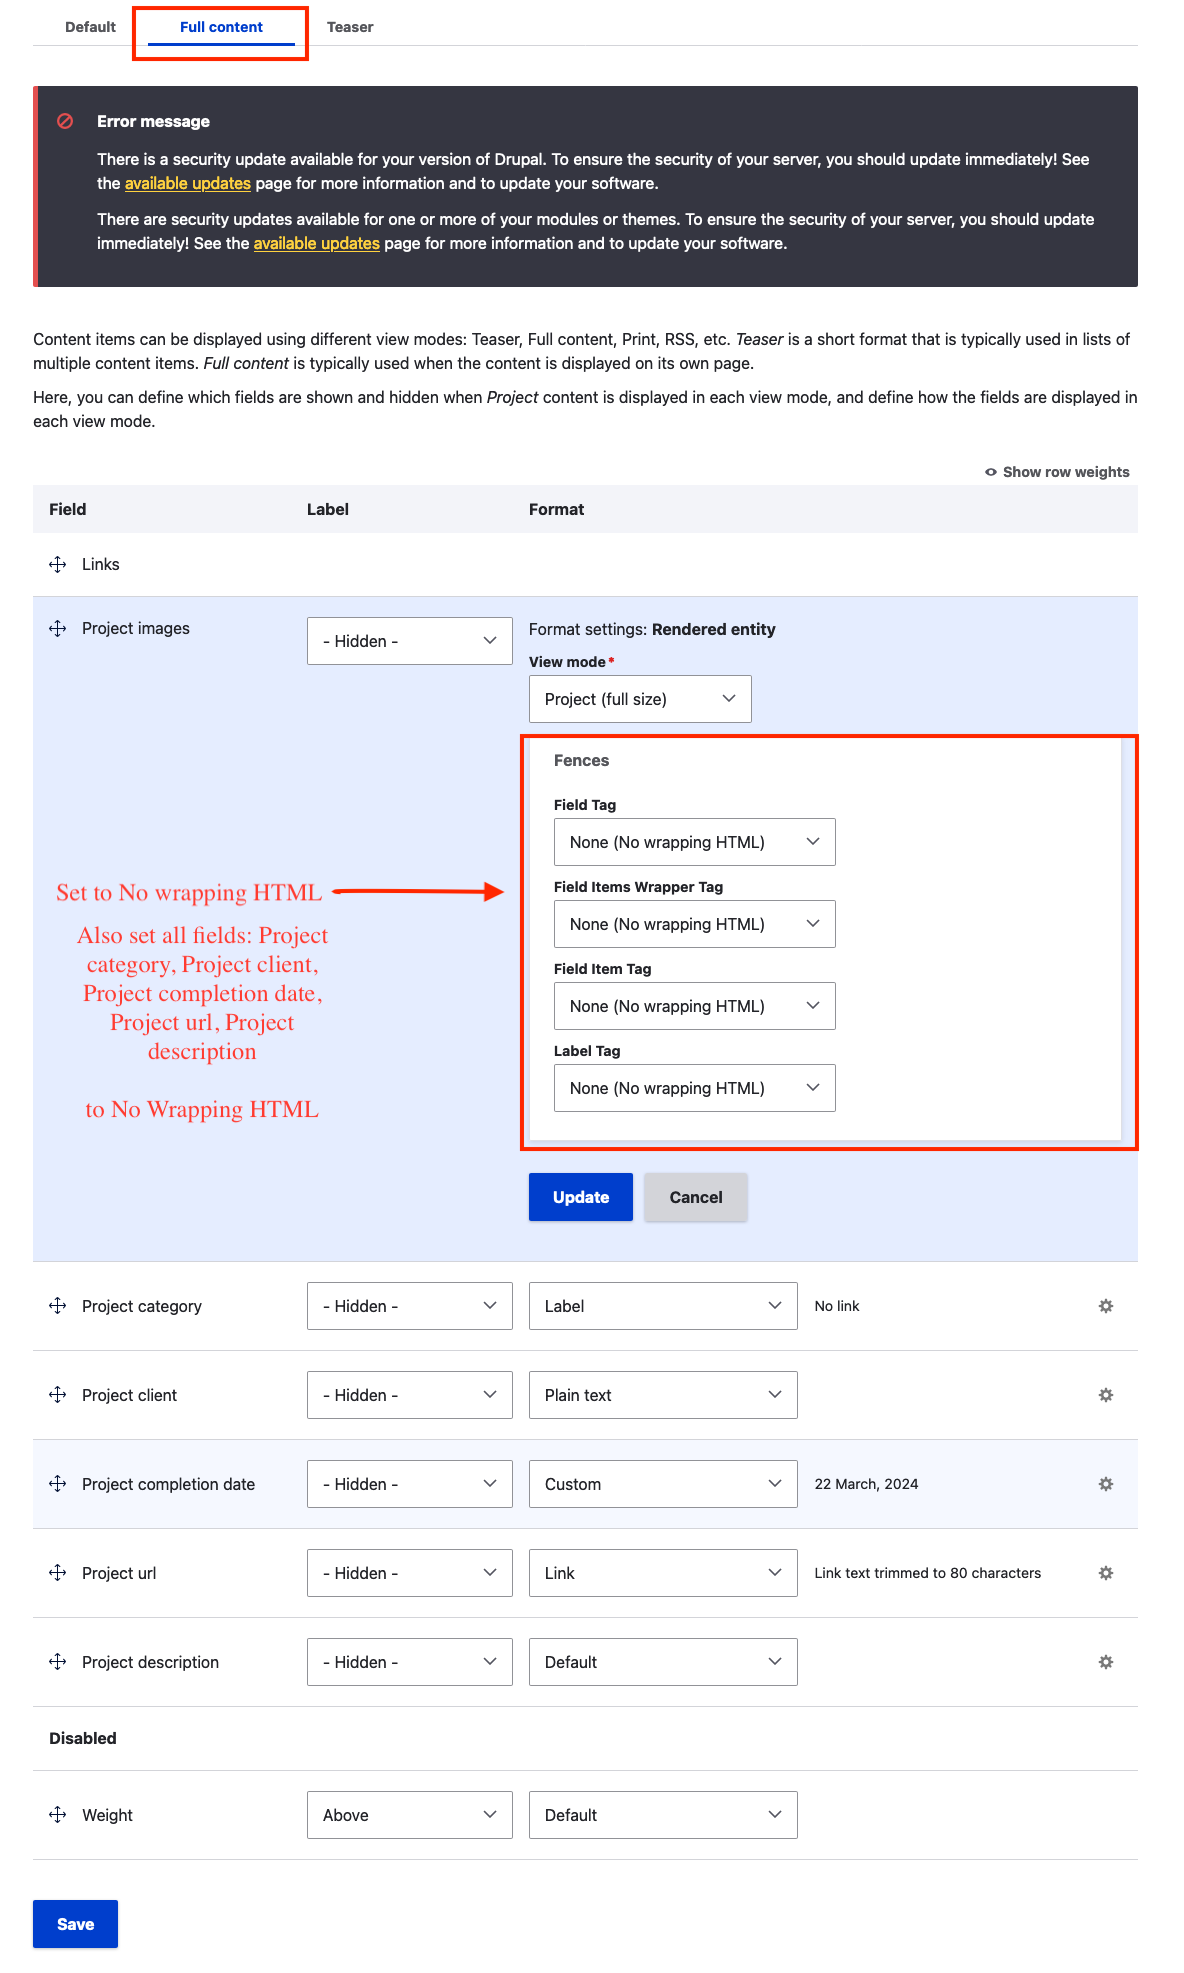 Default
Full content
Teaser
Error message
There is a security update available for your version of Drupal. To ensure the security of your server, you should update immediately! See
the available updates page for more information and to update your software.
There are security updates available for one or more of your modules or themes. To ensure the security of your server, you should update
immediately! See the available updates page for more information and to update your software.
Content items can be displayed using different view modes: Teaser, Full content, Print, RSS, etc. Teaser is a short format that is typically used in lists of
multiple content items. Full content is typically used when the content is displayed on its own page.
Here, you can define which fields are shown and hidden when Project content is displayed in each view mode, and define how the fields are displayed in
each view mode.
Show row weights
Field Label Format
Links
Project images
- Hidden -
Format settings: Rendered entity
View mode*
Project (full size)
Fences
Field Tag
None (No wrapping HTML)
Field Items Wrapper Tag
None (No wrapping HTML)
Field Item Tag
None (No wrapping HTML)
Label Tag
None (No wrapping HTML)
Set to No wrapping HTML
Also set all fields: Project
category, Project client,
Project completion date,
Project url, Project
description
to No Wrapping HTML
Update
Cancel
Project category - Hidden - Label No link
Project client - Hidden - Plain text
Project completion date - Hidden - Custom 22 March, 2024
Project url - Hidden - Link Link text trimmed to 80 characters
Project description - Hidden - Default
Disabled
Weight Above Default
Save